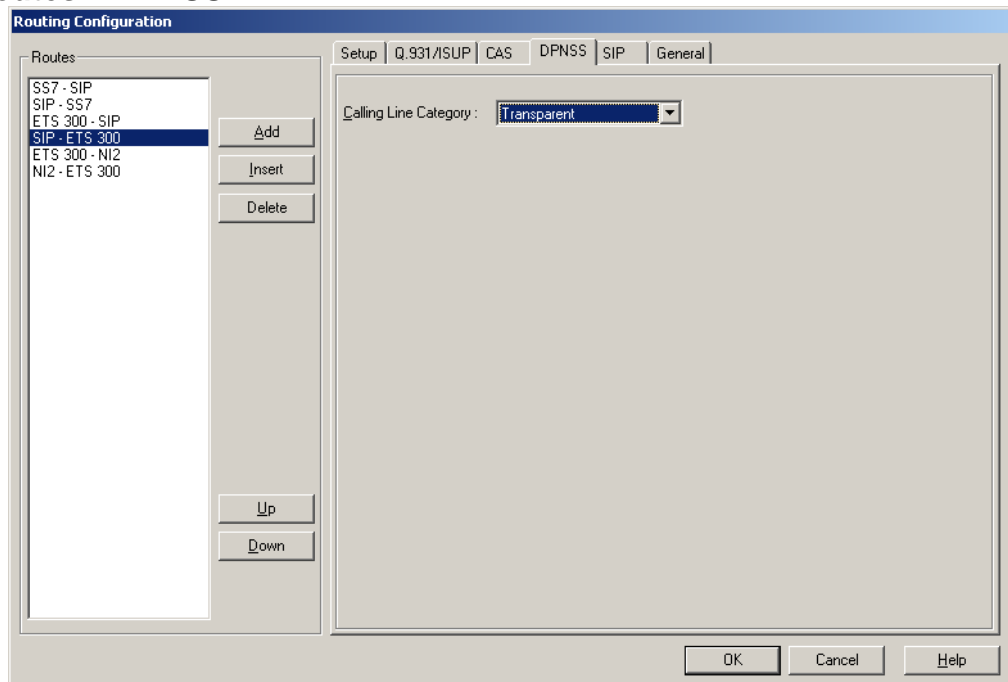 Routing Configuration
Routes
SS7 - SIP
SIP - SS7
ETS 300 - SIP
SIP - ETS 300
ETS 300 - NI2
NI2 - ETS 300
Add
Insert
Delete
Up
Down
Setup Q.931/ISUP CAS DPNSS SIP General
Calling Line Category : Transparent
OK Cancel Help